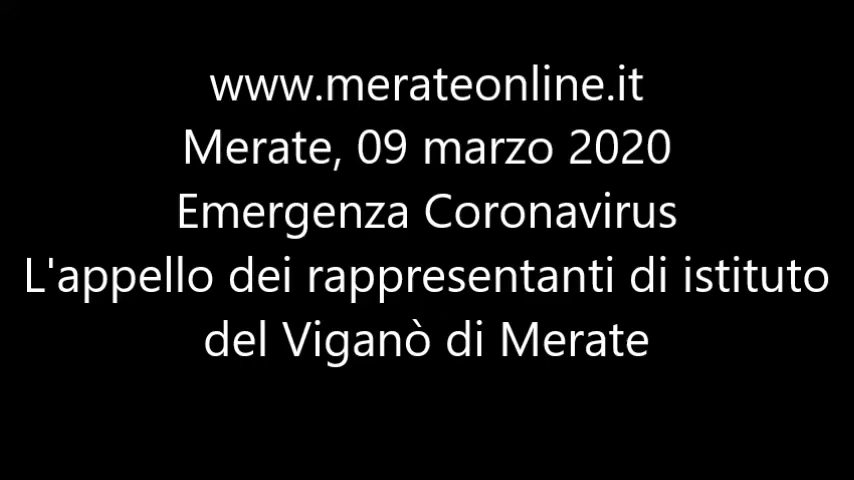 www.merateonline.it
Merate, 09 marzo 2020
Emergenza Coronavirus
L'appello dei rappresentanti di istituto
del Viganò di Merate